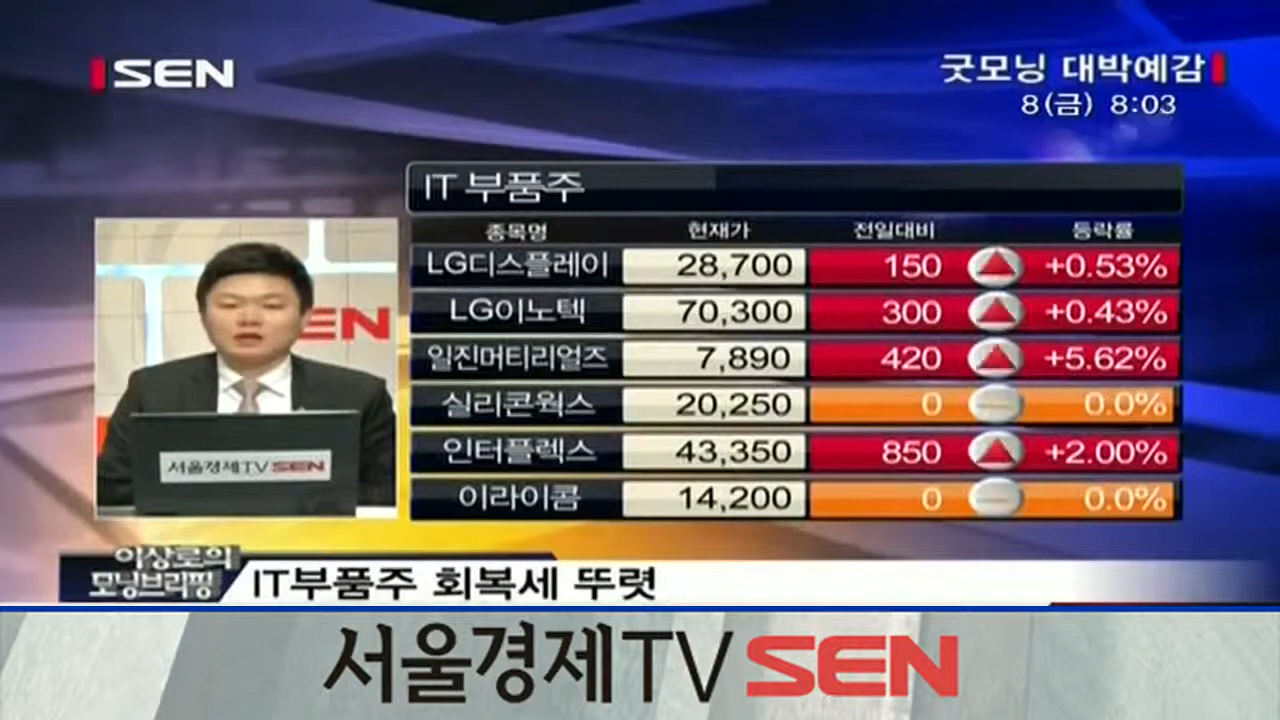 SEN
굿모닝 대박예감
8(금) 8:03
IT 부품주
종목명 현재가 전일대비 등락률
LG디스플레이 28,700 150 +0.53%
LG이노텍 70,300 300 +0.43%
일진머티리얼즈 7,890 420 +5.62%
실리콘웍스 20,250 0 0.0%
인터플렉스 43,350 850 +2.00%
이라이콤 14,200 0 0.0%
EN
서울경제TV SEN
이상로의
모닝브리핑
IT부품주 회복세 뚜렷
서울경제TV SEN